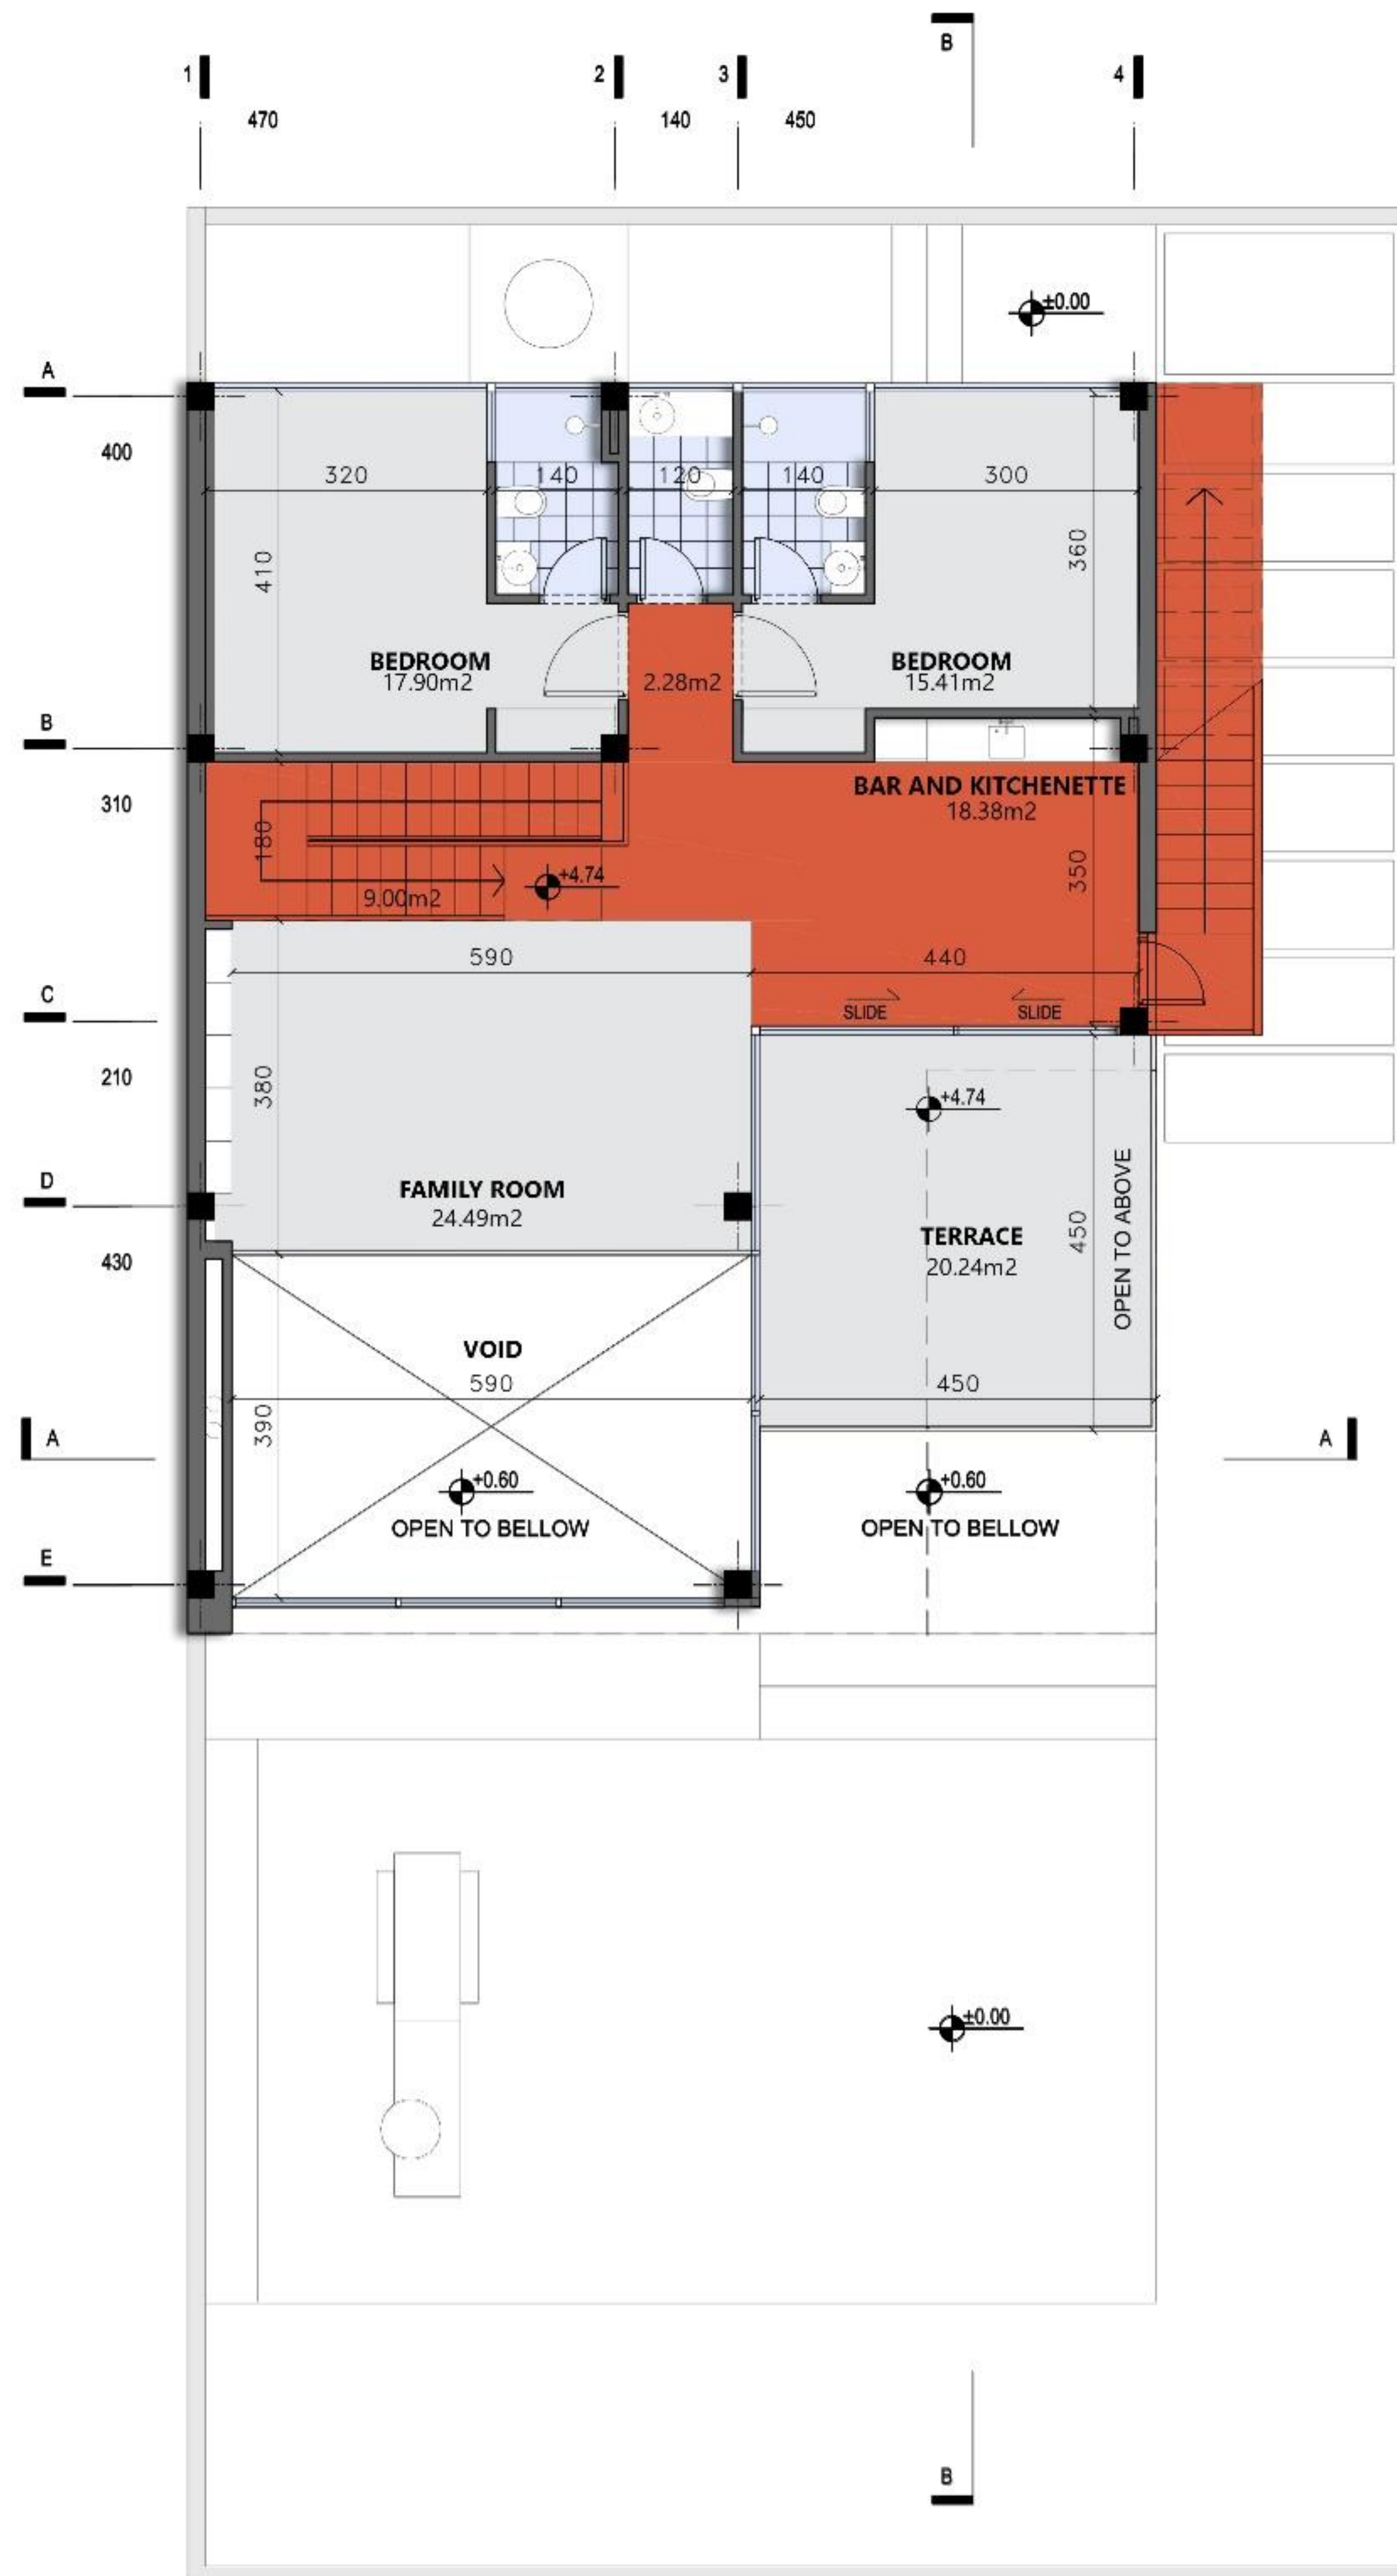 B
1
2
3
4
470
140
450
±0.00
A
400
320
140
120
140
300
410
360
BEDROOM
17.90m2
2.28m2
BEDROOM
15.41m2
B
310
BAR AND KITCHENETTE
18.38m2
180
+4.74
350
9.00m2
590
440
C
SLIDE
SLIDE
210
380
+4.74
D
FAMILY ROOM
24.49m2
TERRACE
20.24m2
450
OPEN TO ABOVE
430
VOID
590
450
390
A
A
+0.60
OPEN TO BELLOW
+0.60
OPEN TO BELLOW
E
±0.00
B